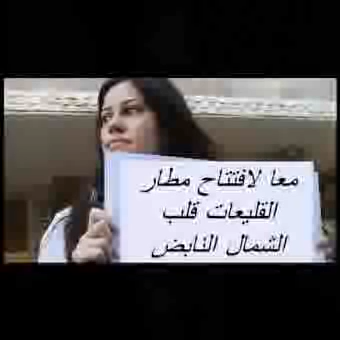 معا لافتتاح مطار
القليعات قلب
الشمال النابض